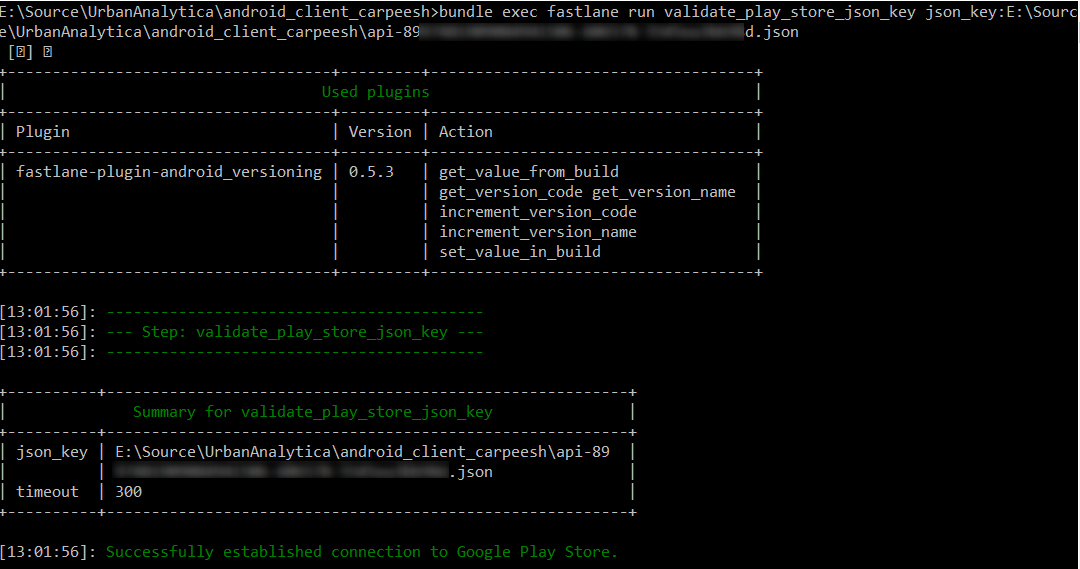 E:\Source\UrbanAnalytica\android_client_carpeesh>bundle exec fastlane run validate_play_store_json_key json_key:E:\Sourc
e\UrbanAnalytica\android_client_carpeesh\api-89 d.json
[⍰] ⍰
+------------------------------------+---------+------------------------------------+
| Used plugins |
+------------------------------------+---------+------------------------------------+
| Plugin | Version | Action |
+------------------------------------+---------+------------------------------------+
| fastlane-plugin-android_versioning | 0.5.3 | get_value_from_build |
| | | get_version_code get_version_name |
| | | increment_version_code |
| | | increment_version_name |
| | | set_value_in_build |
+------------------------------------+---------+------------------------------------+
[13:01:56]: ------------------------------------------
[13:01:56]: --- Step: validate_play_store_json_key ---
[13:01:56]: ------------------------------------------
+----------+----------------------------------------------------------+
| Summary for validate_play_store_json_key |
+----------+----------------------------------------------------------+
| json_key | E:\Source\UrbanAnalytica\android_client_carpeesh\api-89 |
| | .json |
| timeout | 300 |
+----------+----------------------------------------------------------+
[13:01:56]: Successfully established connection to Google Play Store.